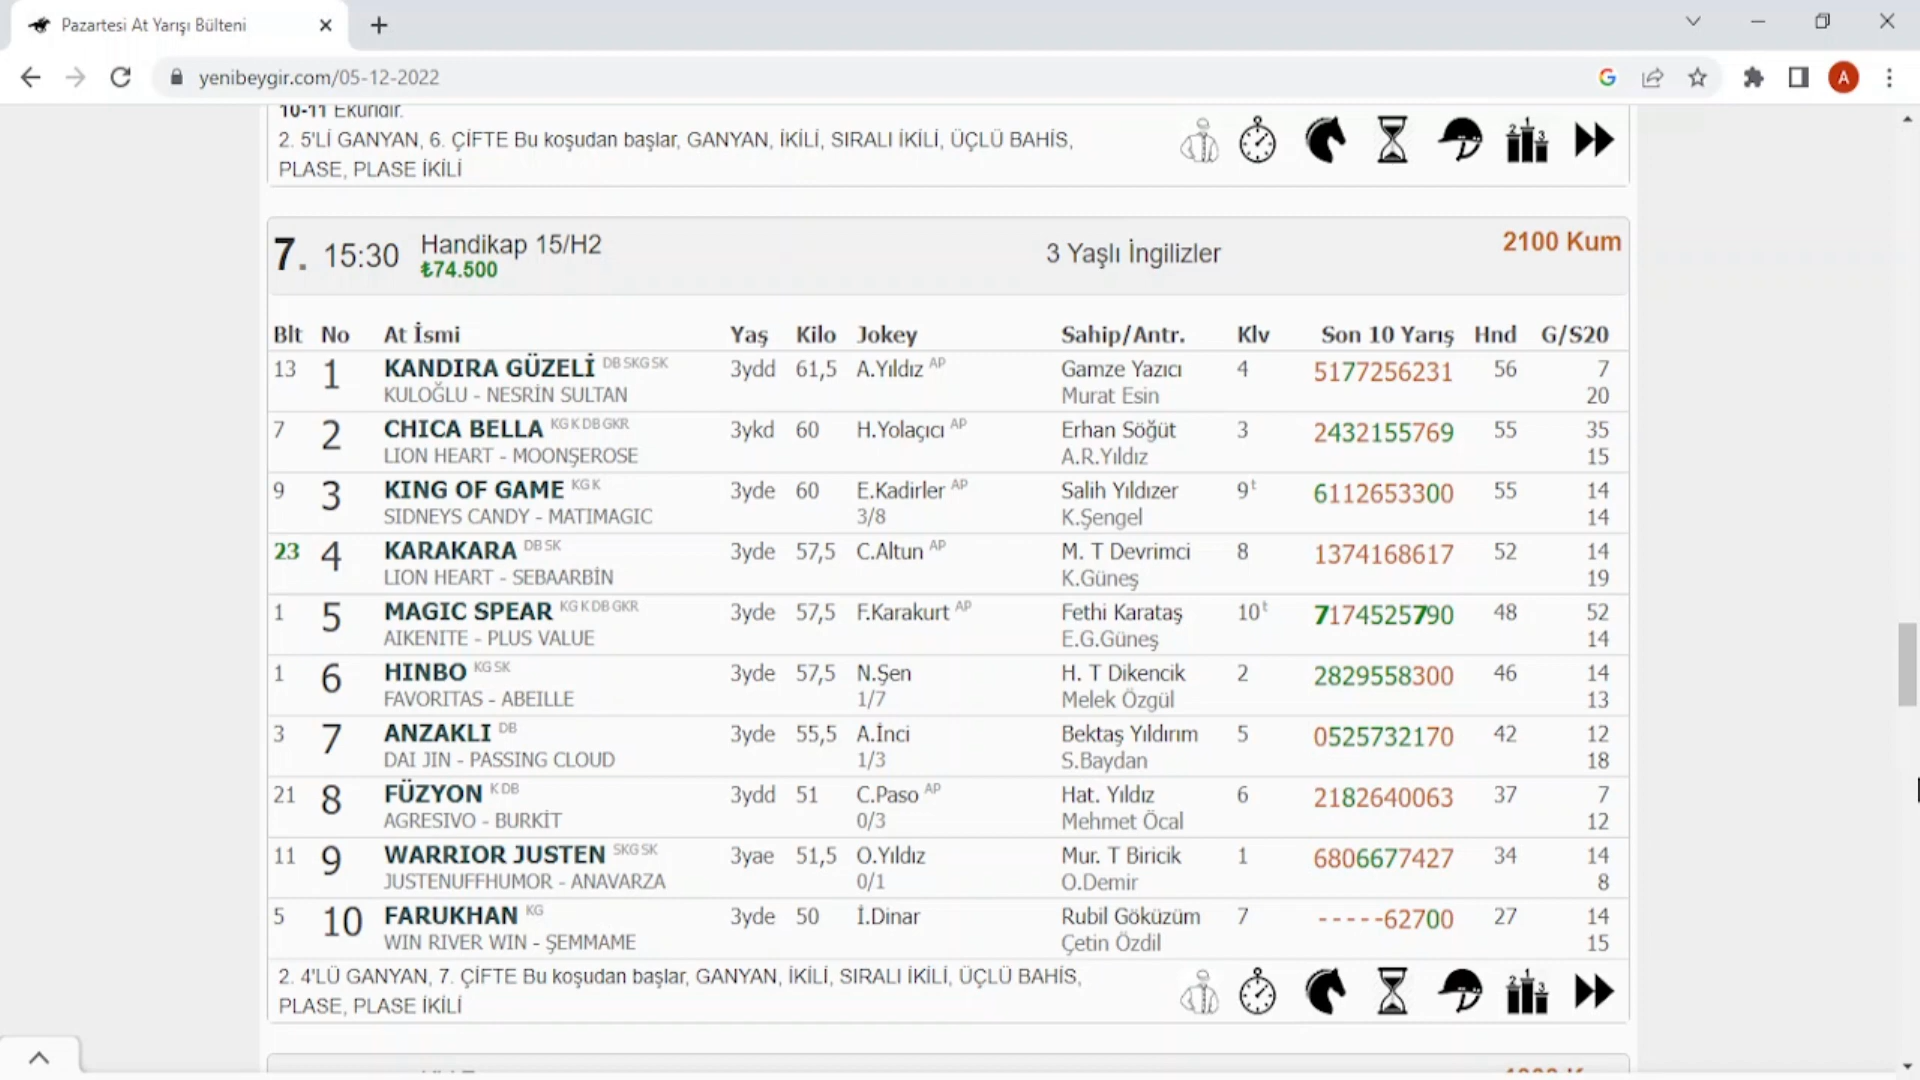 Pazartesi At Yarışı Bülteni
yenibeygir.com/05-12-2022
A
10-11 Eküridir.
2. 5'Lİ GANYAN, 6. ÇİFTE Bu koşudan başlar, GANYAN, İKİLİ, SIRALI İKİLİ, ÜÇLÜ BAHİS,
PLASE, PLASE İKİLİ
7. 15:30 Handikap 15/H2 3 Yaşlı İngilizler 2100 Kum
₺74.500
Blt No At İsmi Yaş Kilo Jokey Sahip/Antr. Klv Son 10 Yarış Hnd G/S20
13 1 KANDIRA GÜZELİ DB SKG SK 3ydd 61,5 A.Yıldız AP Gamze Yazıcı 4 5177256231 56 7
KULOĞLU - NESRİN SULTAN Murat Esin 20
7 2 CHICA BELLA KG K DB GKR 3ykd 60 H.Yolaçıcı AP Erhan Söğüt 3 2432155769 55 35
LION HEART - MOONŞEROSE A.R.Yıldız 15
9 3 KING OF GAME KG K 3yde 60 E.Kadirler AP Salih Yıldızer 9t 6112653300 55 14
SIDNEYS CANDY - MATIMAGIC 3/8 K.Şengel 14
23 4 KARAKARA DB SK 3yde 57,5 C.Altun AP M. T Devrimci 8 1374168617 52 14
LION HEART - SEBAARBİN K.Güneş 19
1 5 MAGIC SPEAR KG K DB GKR 3yde 57,5 F.Karakurt AP Fethi Karataş 10t 7174525790 48 52
AIKENITE - PLUS VALUE E.G.Güneş 14
1 6 HINBO KG SK 3yde 57,5 N.Şen H. T Dikencik 2 2829558300 46 14
FAVORITAS - ABEILLE 1/7 Melek Özgül 13
3 7 ANZAKLI DB 3yde 55,5 A.İnci Bektaş Yıldırım 5 0525732170 42 12
DAI JIN - PASSING CLOUD 1/3 S.Baydan 18
21 8 FÜZYON K DB 3ydd 51 C.Paso AP Hat. Yıldız 6 2182640063 37 7
AGRESIVO - BURKİT 0/3 Mehmet Öcal 12
11 9 WARRIOR JUSTEN SKG SK 3yae 51,5 O.Yıldız Mur. T Biricik 1 6806677427 34 14
JUSTENUFFHUMOR - ANAVARZA 0/1 O.Demir 8
5 10 FARUKHAN KG 3yde 50 İ.Dinar Rubil Göküzüm 7 -----62700 27 14
WIN RIVER WIN - ŞEMMAME Çetin Özdil 15
2. 4'LÜ GANYAN, 7. ÇİFTE Bu koşudan başlar, GANYAN, İKİLİ, SIRALI İKİLİ, ÜÇLÜ BAHİS,
PLASE, PLASE İKİLİ